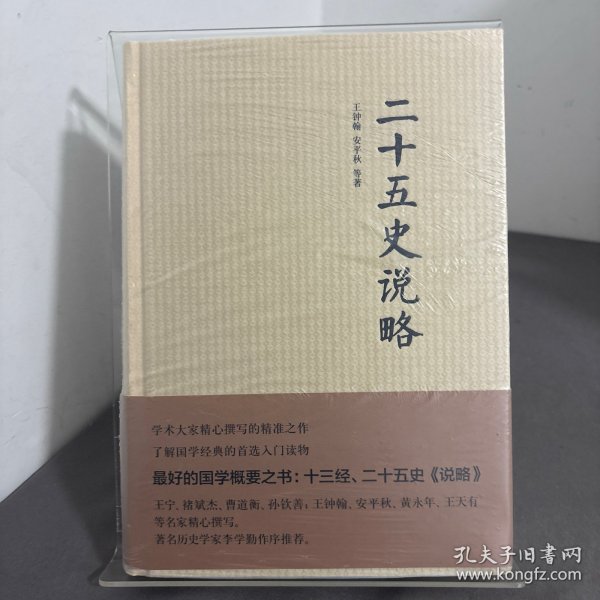 二十五史说略
王钟翰 安平秋 等著
学术大家精心撰写的精准之作
了解国学经典的首选入门读物
最好的国学概要之书：十三经、二十五史《说略》
王宁、褚斌杰、曹道衡、孙钦善；王钟翰、安平秋、黄永年、王天有
等名家精心撰写。
著名历史学家李学勤作序推荐。
孔夫子旧书网
www.kongfz.com